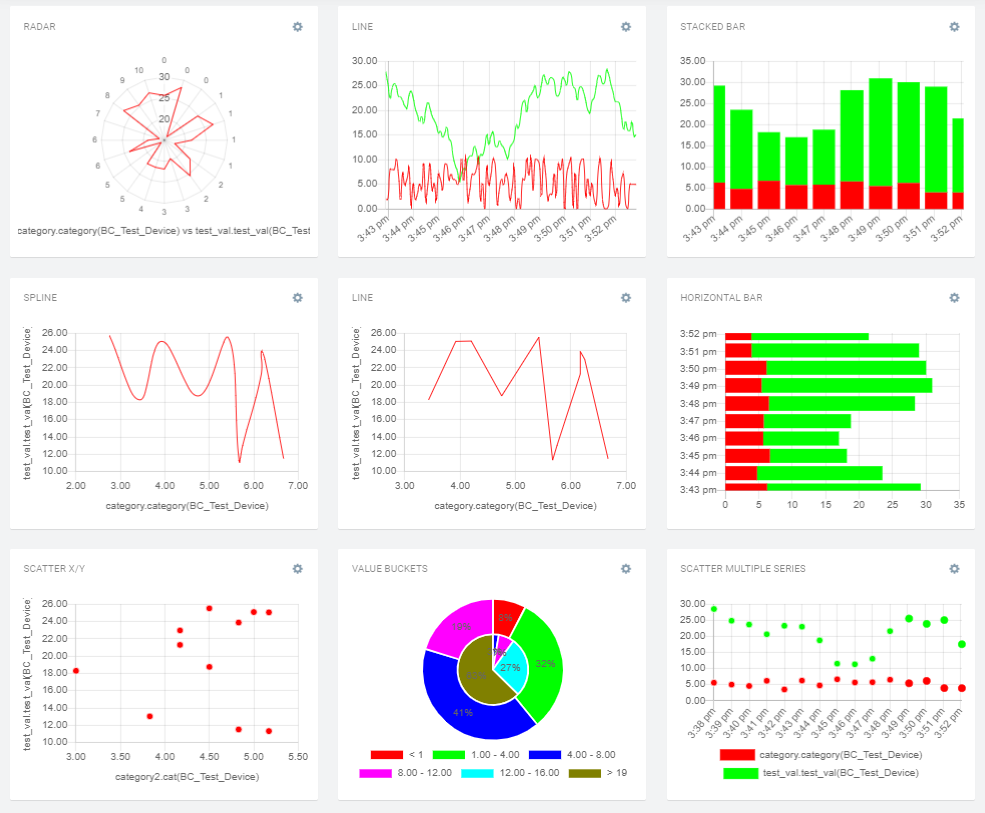 RADAR
0
10 0
9 30 0
8 25 1
7 20 1
6 1
6 1
5 2
4 2
3 3
category.category(BC_Test_Device) vs test_val.test_val(BC_Test
LINE
30.00
25.00
20.00
15.00
10.00
5.00
0.00
3:43 pm 3:44 pm 3:45 pm 3:46 pm 3:47 pm 3:48 pm 3:49 pm 3:50 pm 3:51 pm 3:52 pm
STACKED BAR
35.00
30.00
25.00
20.00
15.00
10.00
5.00
0.00
3:43 pm 3:44 pm 3:45 pm 3:46 pm 3:47 pm 3:48 pm 3:49 pm 3:50 pm 3:51 pm 3:52 pm
SPLINE
test_val.test_val(BC_Test_Device)
26.00
24.00
22.00
20.00
18.00
16.00
14.00
12.00
10.00
2.00 3.00 4.00 5.00 6.00 7.00
category.category(BC_Test_Device)
LINE
test_val.test_val(BC_Test_Device)
26.00
24.00
22.00
20.00
18.00
16.00
14.00
12.00
10.00
3.00 4.00 5.00 6.00 7.00
category.category(BC_Test_Device)
HORIZONTAL BAR
3:52 pm
3:51 pm
3:50 pm
3:49 pm
3:48 pm
3:47 pm
3:46 pm
3:45 pm
3:44 pm
3:43 pm
0 5 10 15 20 25 30 35
SCATTER X/Y
test_val.test_val(BC_Test_Device)
26.00
24.00
22.00
20.00
18.00
16.00
14.00
12.00
10.00
3.00 3.50 4.00 4.50 5.00 5.50
category2.cat(BC_Test_Device)
VALUE BUCKETS
8%
32%
27%
41%
< 1 1.00 - 4.00 4.00 - 8.00
8.00 - 12.00 12.00 - 16.00 > 19
SCATTER MULTIPLE SERIES
30.00
25.00
20.00
15.00
10.00
5.00
0.00
3:38 pm 3:39 pm 3:40 pm 3:41 pm 3:42 pm 3:43 pm 3:44 pm 3:45 pm 3:46 pm 3:47 pm 3:48 pm 3:49 pm 3:50 pm 3:51 pm 3:52 pm
category.category(BC_Test_Device)
test_val.test_val(BC_Test_Device)